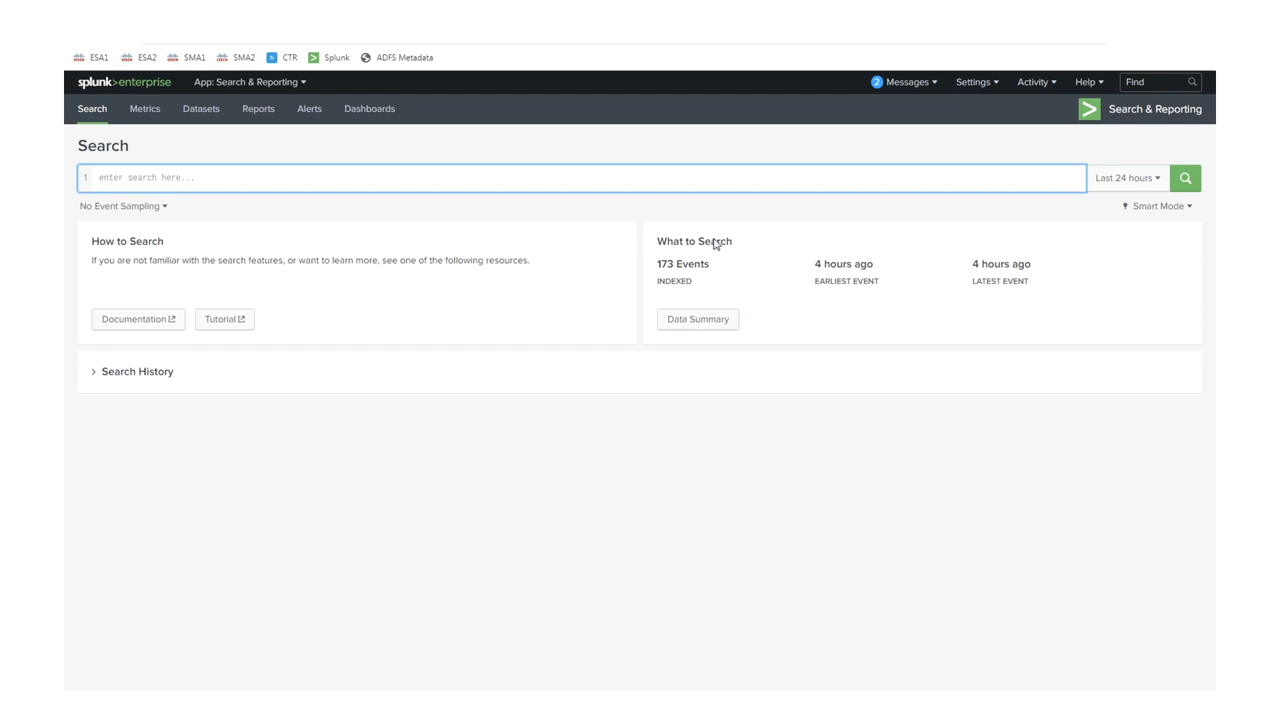 ESA1 ESA2 SMA1 SMA2 CTR Splunk ADFS Metadata
splunk>enterprise App: Search & Reporting 2 Messages Settings Activity Help Find
Search Metrics Datasets Reports Alerts Dashboards Search & Reporting
Search
1 enter search here... Last 24 hours
No Event Sampling Smart Mode
How to Search What to Search
If you are not familiar with the search features, or want to learn more, see one of the following resources. 173 Events 4 hours ago 4 hours ago
INDEXED EARLIEST EVENT LATEST EVENT
Documentation Tutorial Data Summary
Search History